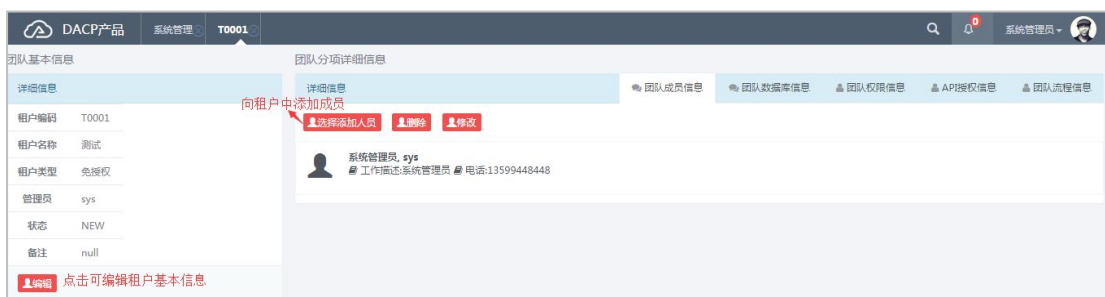 DACP产品 系统管理 T0001 0 系统管理员
团队基本信息
详细信息
租户编码 T0001
租户名称 测试
租户类型 免授权
管理员 sys
状态 NEW
备注 null
编辑 点击可编辑租户基本信息
团队分项详细信息
详细信息 团队成员信息 团队数据库信息 团队权限信息 API授权信息 团队流程信息
向租户中添加成员
选择添加人员 删除 修改
系统管理员, sys
工作描述:系统管理员 电话:13599448448